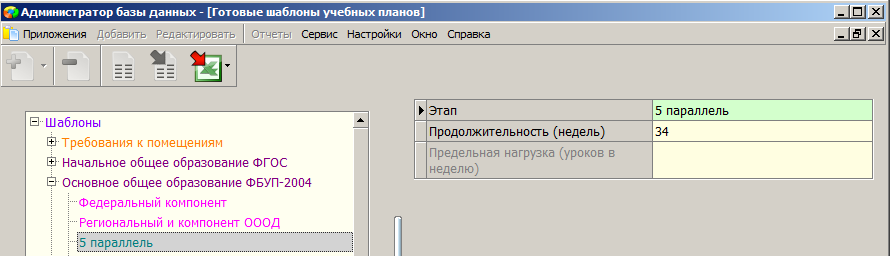 Администратор базы данных - [Готовые шаблоны учебных планов]
Приложения Добавить Редактировать Отчеты Сервис Настройки Окно Справка
Шаблоны
Требования к помещениям
Начальное общее образование ФГОС
Основное общее образование ФБУП-2004
Федеральный компонент
Региональный и компонент ОООД
5 параллель
Этап 5 параллель
Продолжительность (недель) 34
Предельная нагрузка (уроков в
неделю)